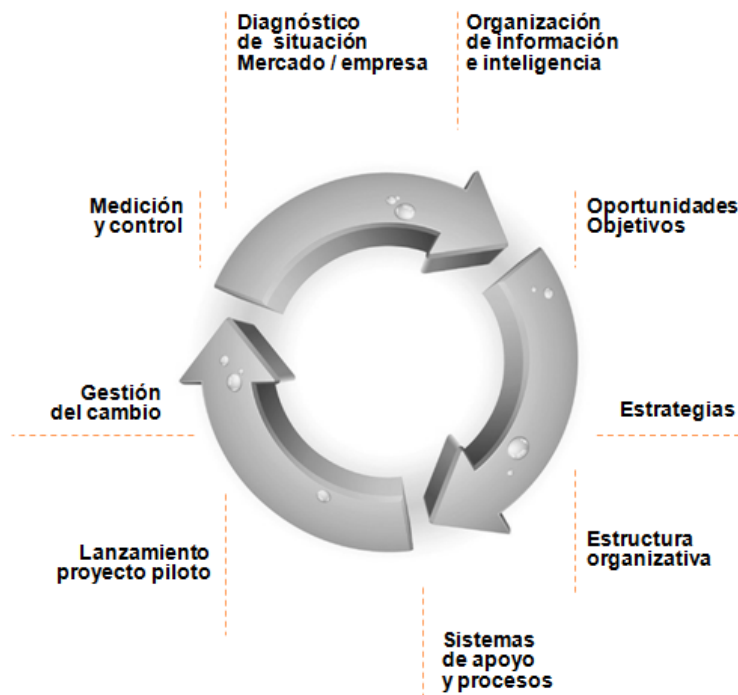 Diagnóstico
de situación
Mercado / empresa
Organización
de información
e inteligencia
Oportunidades
Objetivos
Estrategias
Estructura
organizativa
Sistemas
de apoyo
y procesos
Lanzamiento
proyecto piloto
Gestión
del cambio
Medición
y control